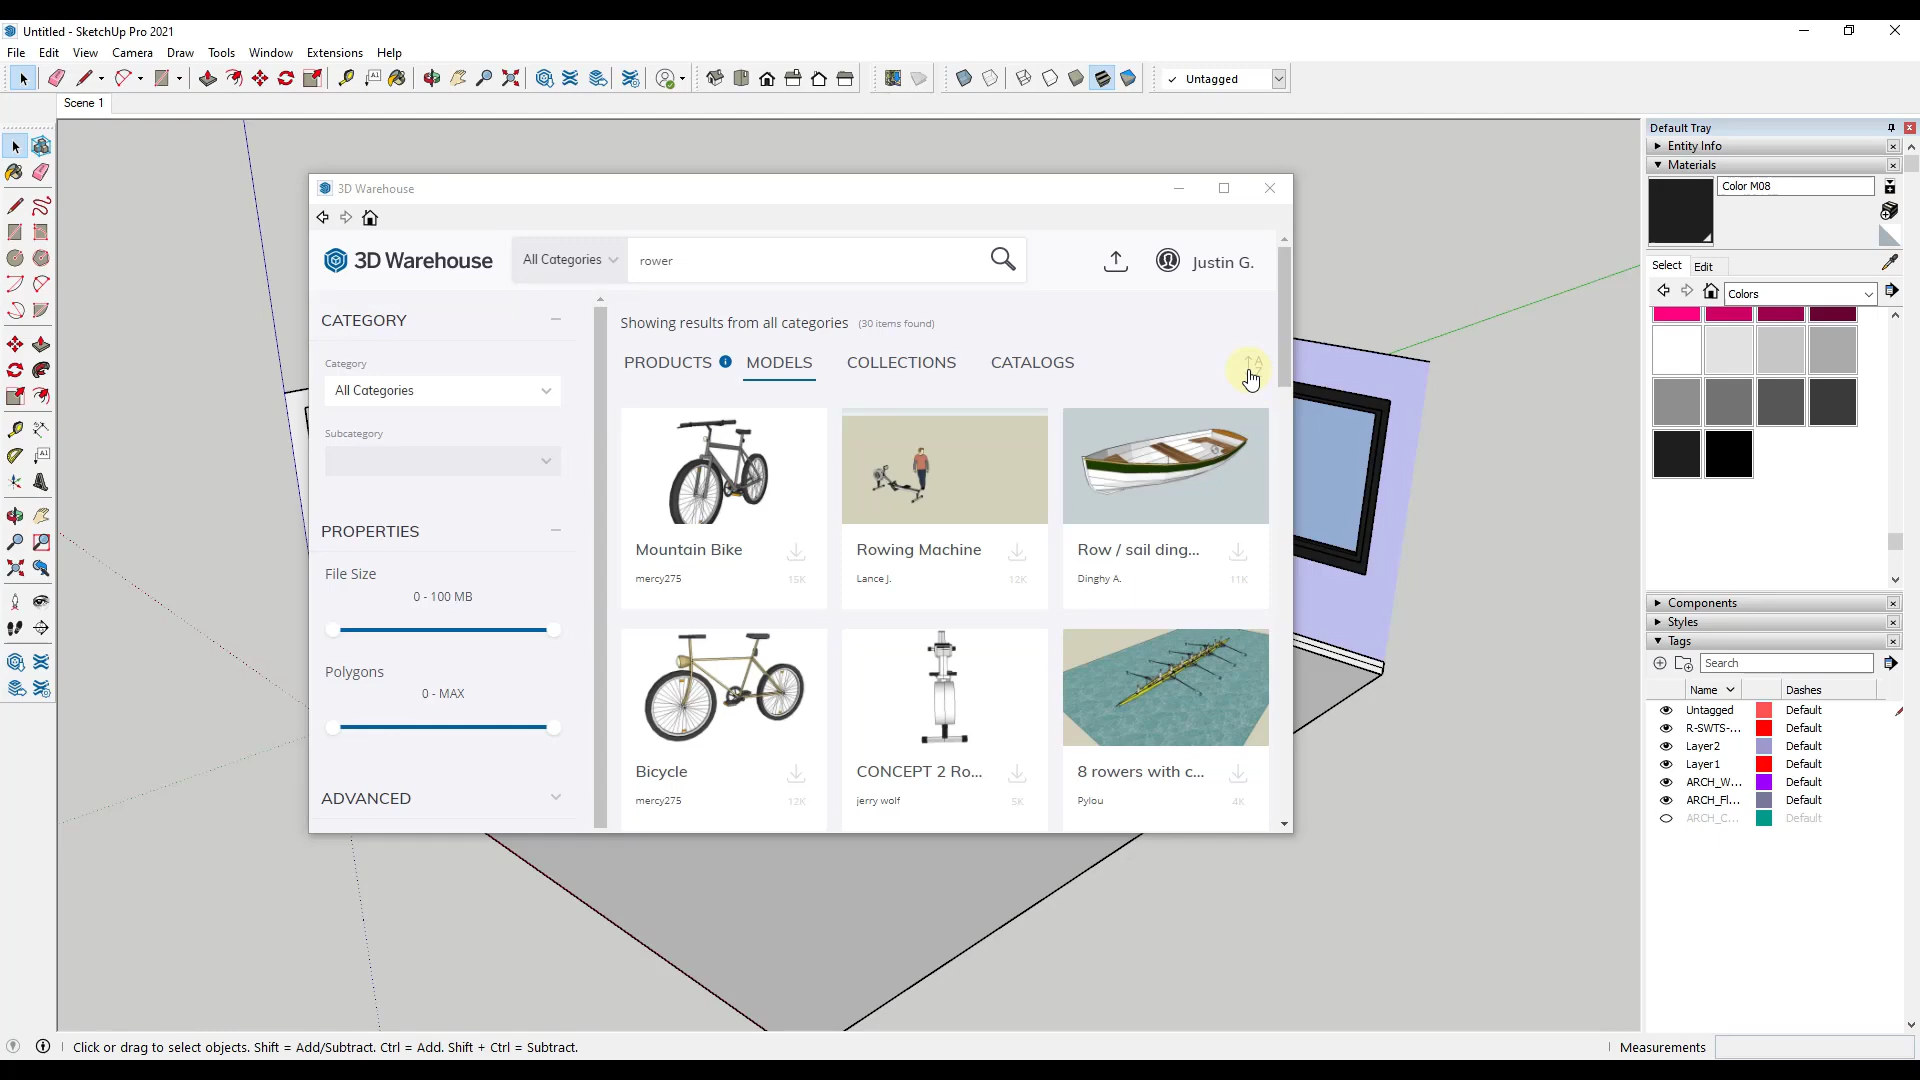 Untitled - SketchUp Pro 2021
File Edit View Camera Draw Tools Window Extensions Help
Untagged
Scene 1
Default Tray
Entity Info
Materials
Color M08
Select Edit
Colors
3D Warehouse
3D Warehouse All Categories rower Justin G.
CATEGORY
Category
All Categories
Subcategory
PROPERTIES
File Size
0 - 100 MB
Polygons
0 - MAX
ADVANCED
Showing results from all categories (30 items found)
PRODUCTS MODELS COLLECTIONS CATALOGS
Mountain Bike
mercy275 15K
Rowing Machine
Lance J. 12K
Row / sail ding...
Dinghy A. 11K
Bicycle
mercy275 12K
CONCEPT 2 Ro...
jerry wolf 5K
8 rowers with c...
Pylou 4K
Components
Styles
Tags
Search
Name Dashes
Untagged Default
R-SWTS-... Default
Layer2 Default
Layer1 Default
ARCH_W... Default
ARCH_Fl... Default
ARCH_C... Default
Click or drag to select objects. Shift = Add/Subtract. Ctrl = Add. Shift + Ctrl = Subtract.
Measurements